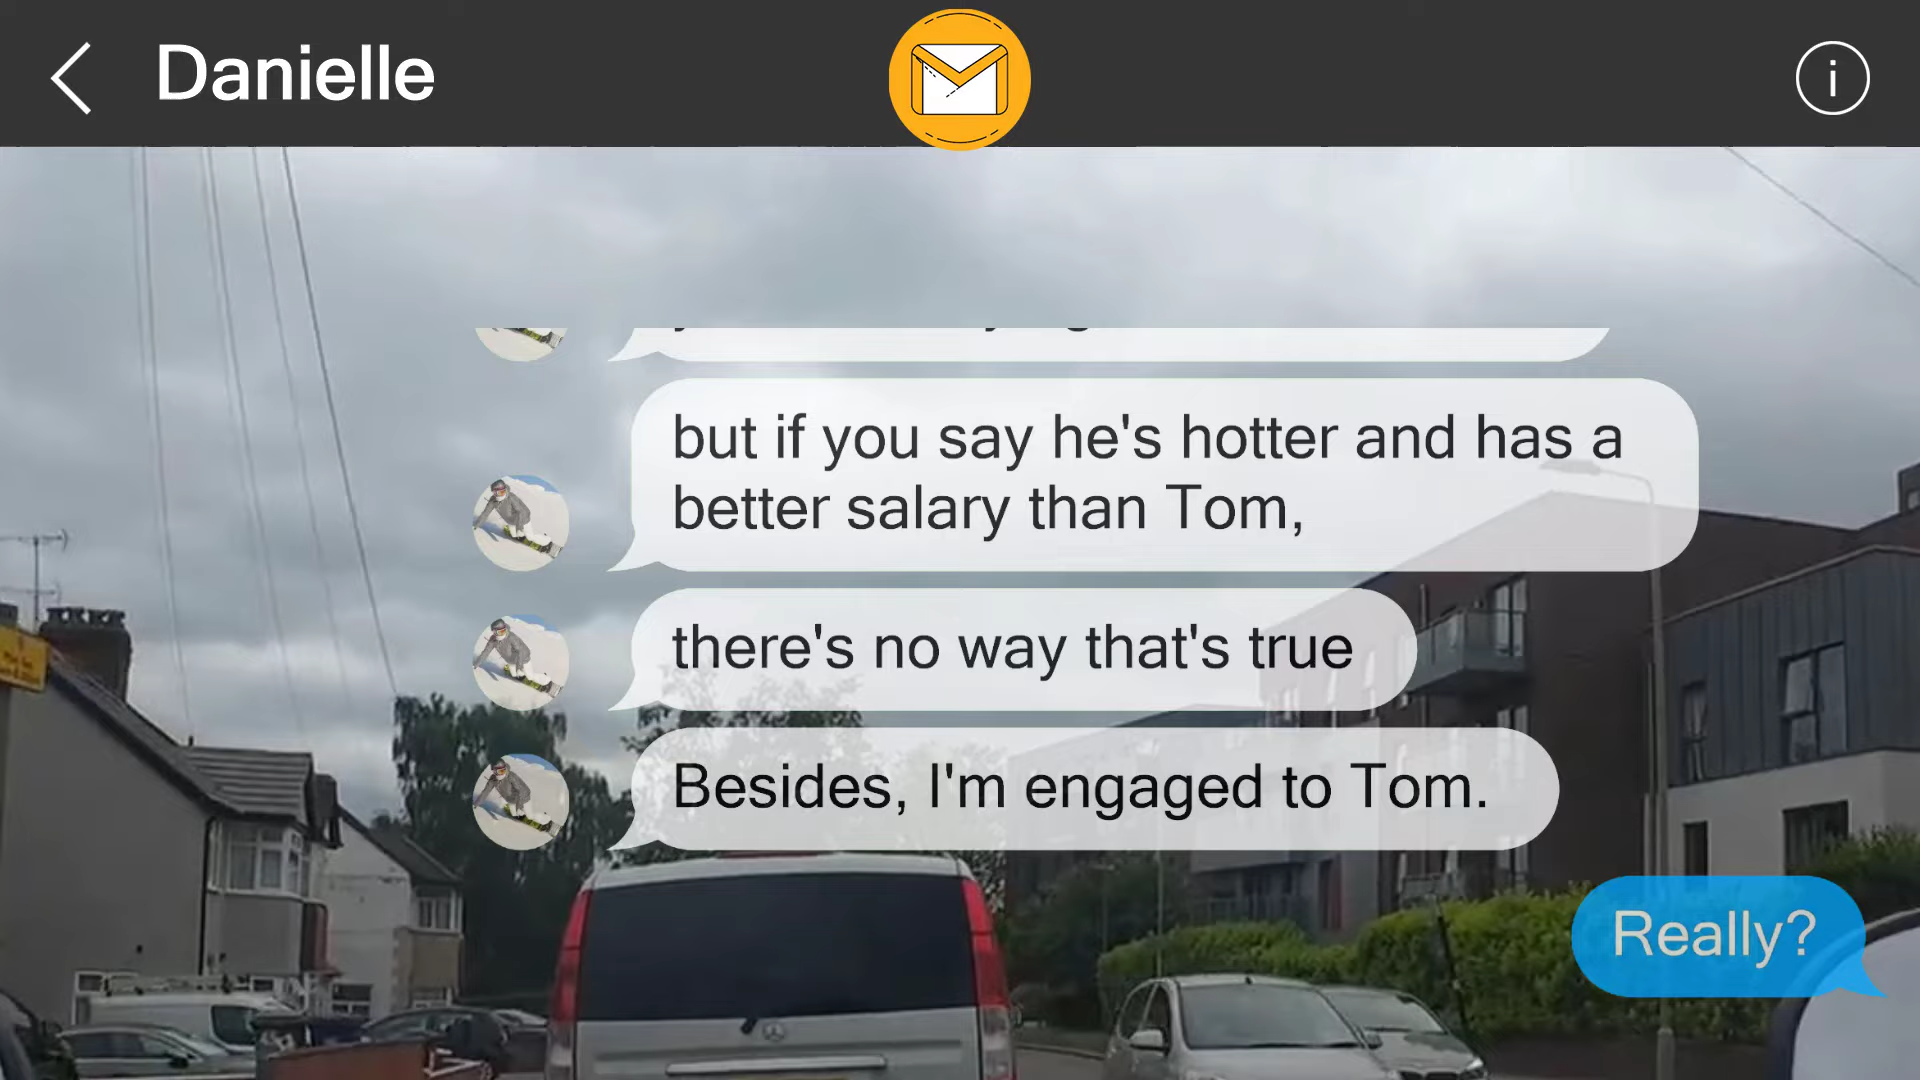 Danielle
but if you say he's hotter and has a
better salary than Tom,
there's no way that's true
Besides, I'm engaged to Tom.
Really?